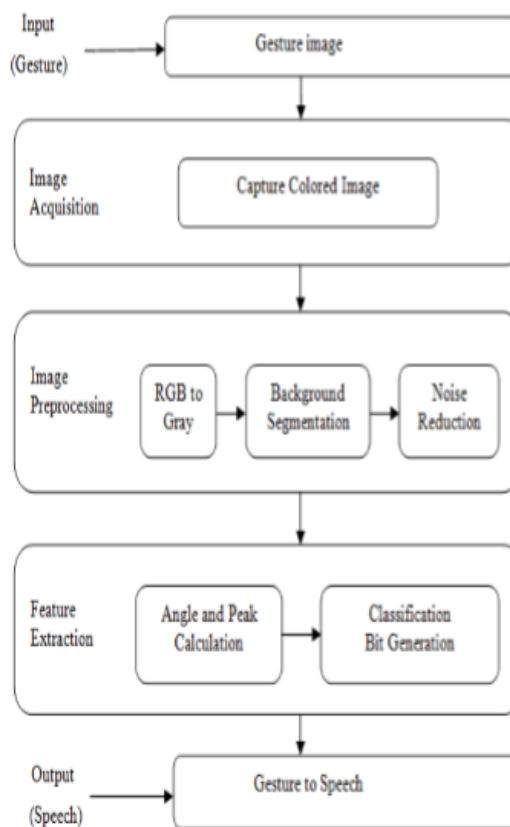 Input
(Gesture)
Gesture image
Image
Acquisition
Capture Colored Image
Image
Preprocessing
RGB to
Gray
Background
Segmentation
Noise
Reduction
Feature
Extraction
Angle and Peak
Calculation
Classification
Bit Generation
Output
(Speech)
Gesture to Speech